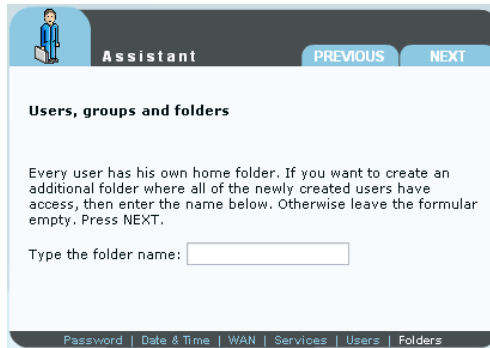 Assistant PREVIOUS NEXT
Users, groups and folders
Every user has his own home folder. If you want to create an
additional folder where all of the newly created users have
access, then enter the name below. Otherwise leave the formular
empty. Press NEXT.
Type the folder name:
Password | Date & Time | WAN | Services | Users | Folders